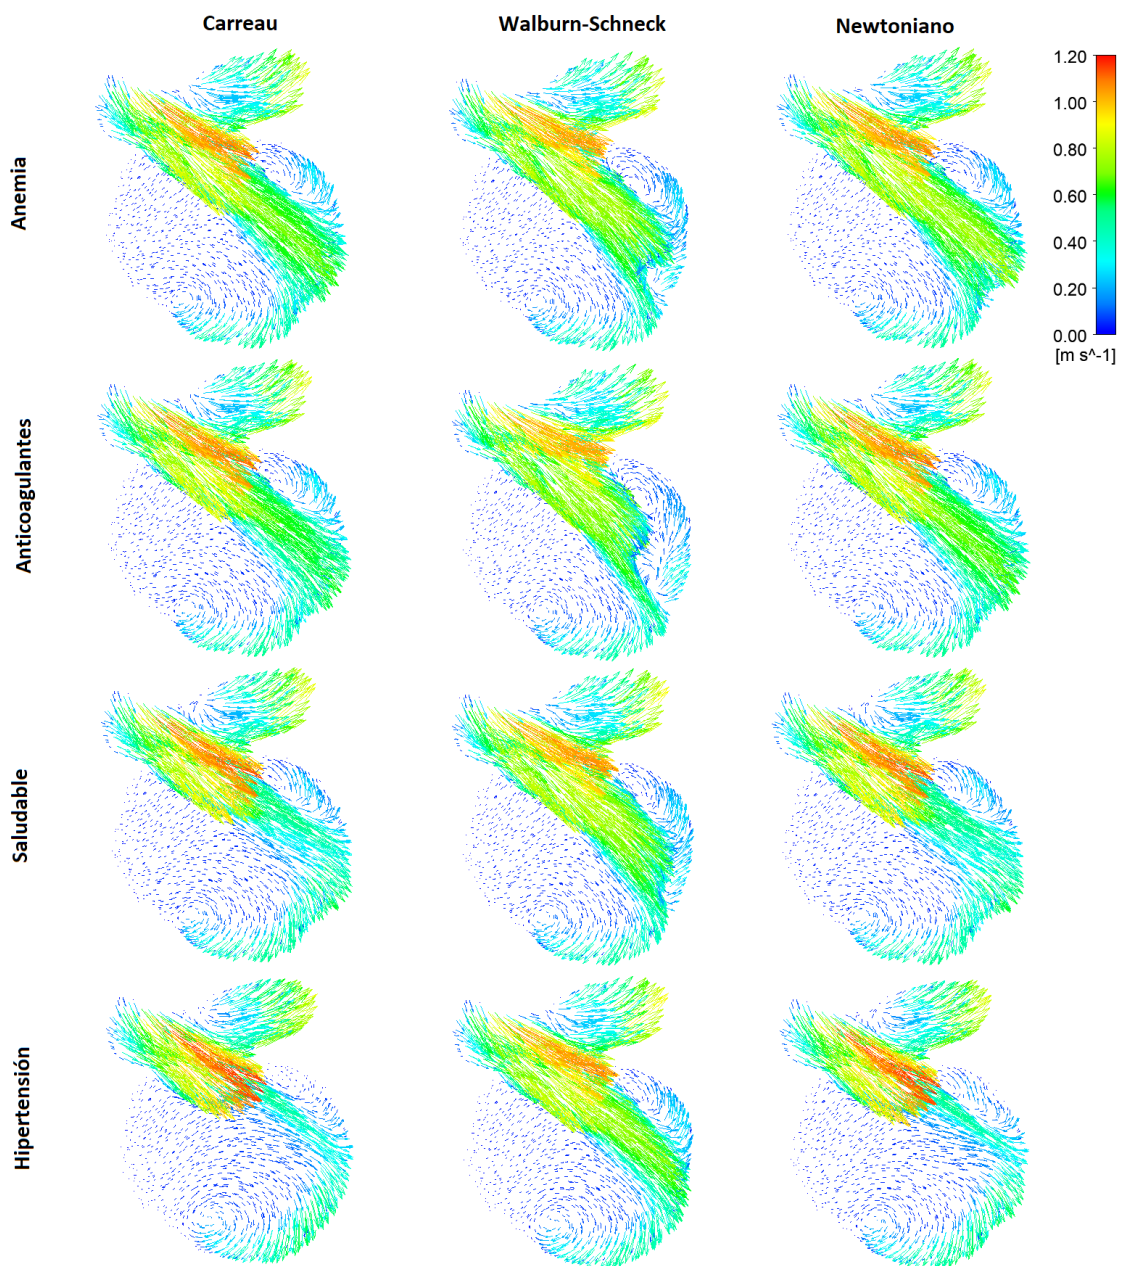 Carreau
Walburn-Schneck
Newtoniano
1.20
1.00
0.80
0.60
0.40
0.20
0.00
[m s^-1]
Anemia
Anticoagulantes
Saludable
Hipertensión